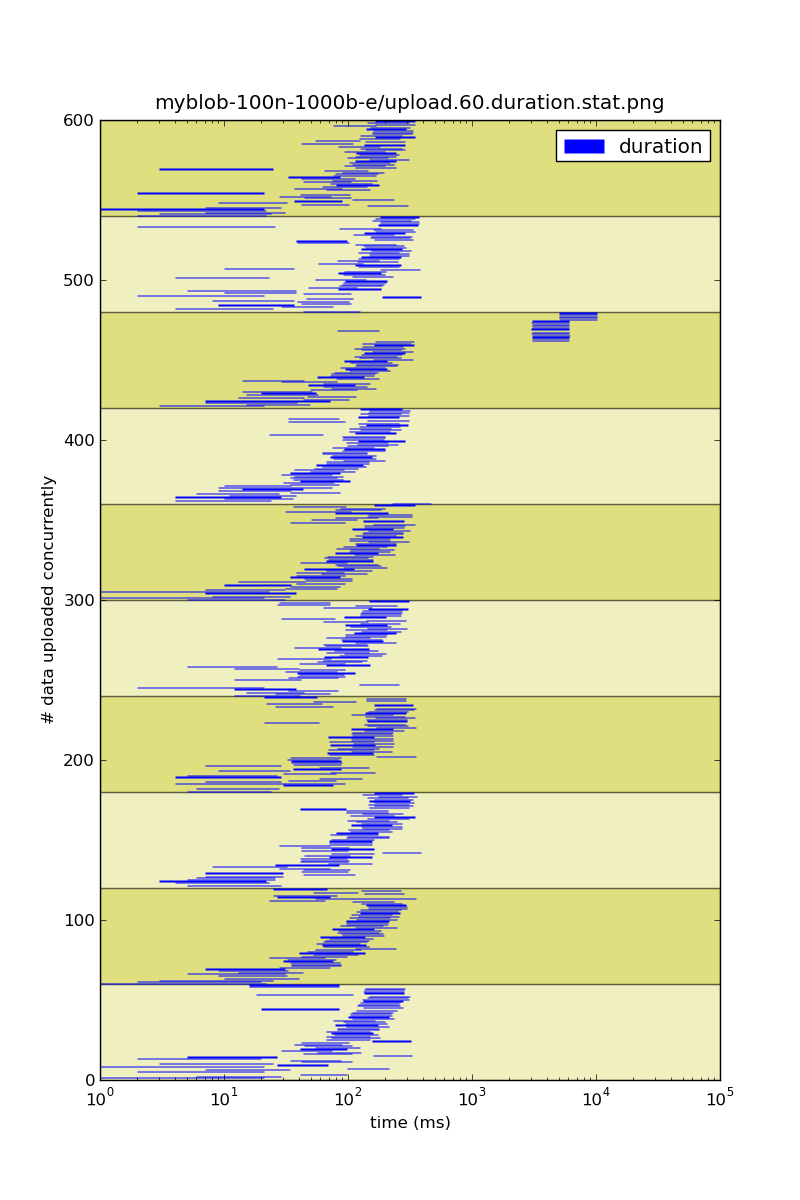 myblob-100n-1000b-e/upload.60.duration.stat.png
duration
600
500
400
300
200
100
0
# data uploaded concurrently
10^0 10^1 10^2 10^3 10^4 10^5
time (ms)